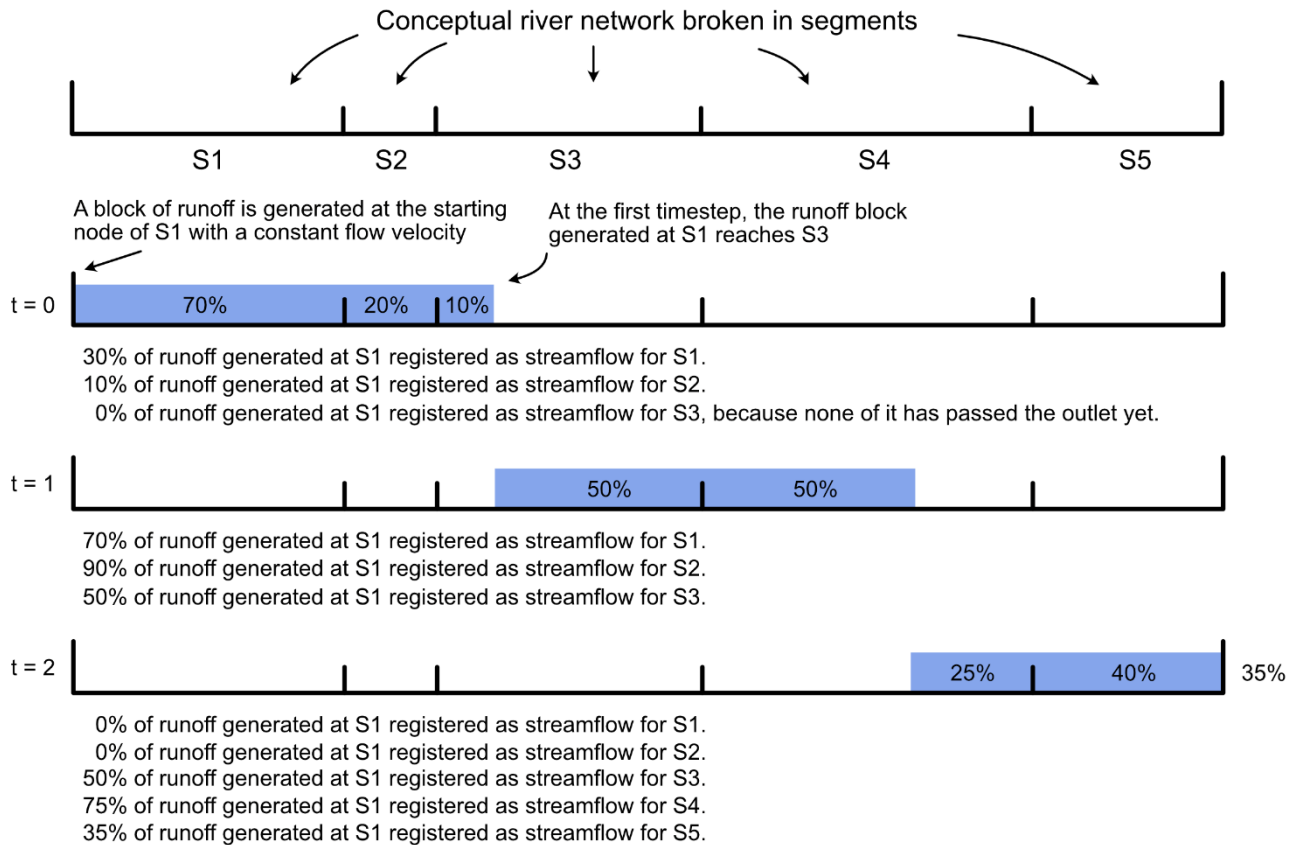 Conceptual river network broken in segments
S1 S2 S3 S4 S5
A block of runoff is generated at the starting
node of S1 with a constant flow velocity
At the first timestep, the runoff block
generated at S1 reaches S3
t = 0 70% 20% 10%
30% of runoff generated at S1 registered as streamflow for S1.
10% of runoff generated at S1 registered as streamflow for S2.
0% of runoff generated at S1 registered as streamflow for S3, because none of it has passed the outlet yet.
t = 1 50% 50%
70% of runoff generated at S1 registered as streamflow for S1.
90% of runoff generated at S1 registered as streamflow for S2.
50% of runoff generated at S1 registered as streamflow for S3.
t = 2 25% 40% 35%
0% of runoff generated at S1 registered as streamflow for S1.
0% of runoff generated at S1 registered as streamflow for S2.
50% of runoff generated at S1 registered as streamflow for S3.
75% of runoff generated at S1 registered as streamflow for S4.
35% of runoff generated at S1 registered as streamflow for S5.